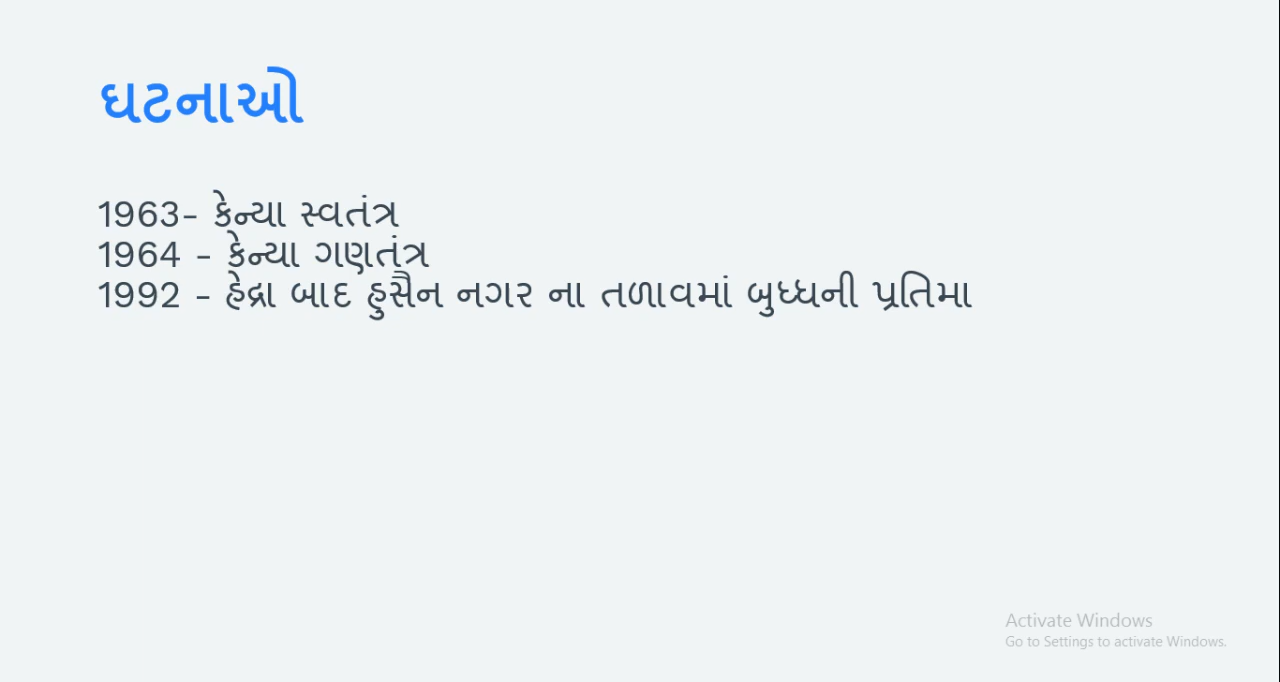 ઘટનાઓ
1963- કેન્યા સ્વતંત્ર
1964 - કેન્યા ગણતંત્ર
1992 - હેદ્રા બાદ હુસૈન નગર ના તળાવમાં બુધ્ધની પ્રતિમા
Activate Windows
Go to Settings to activate Windows.